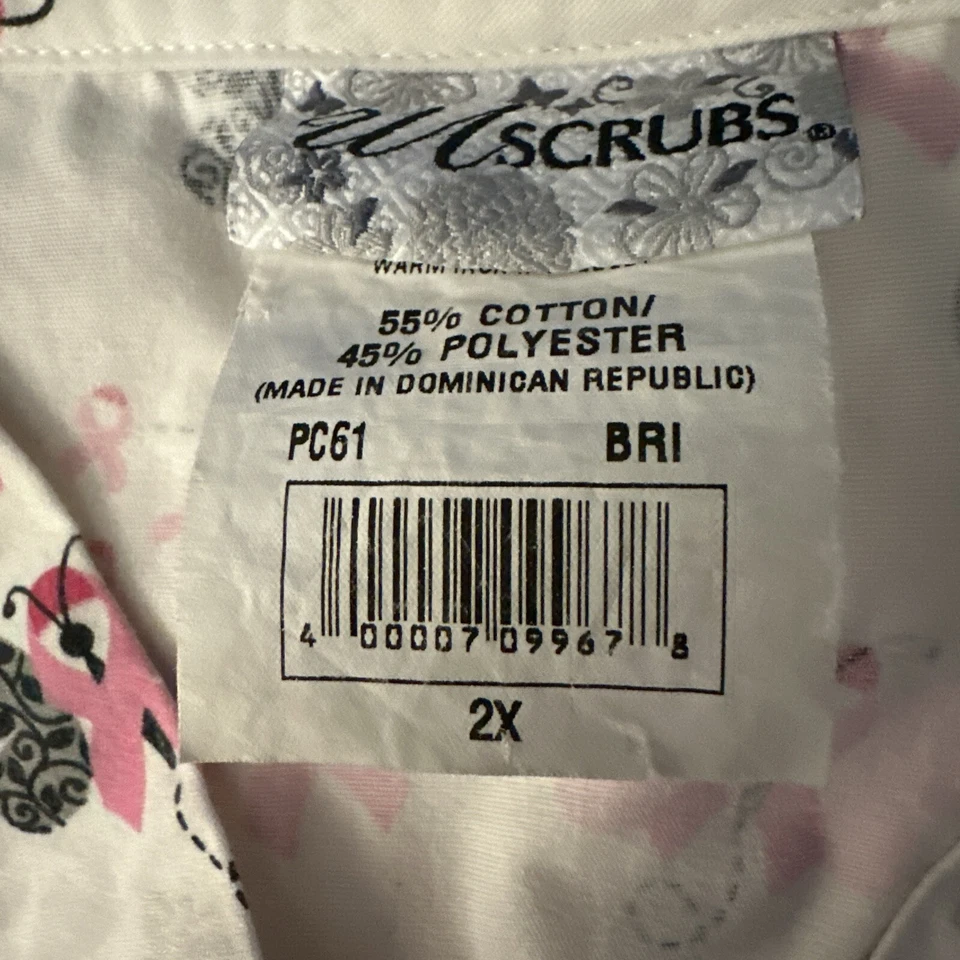 SCRUBS®
55% COTTON/
45% POLYESTER
(MADE IN DOMINICAN REPUBLIC)
PC61 BRI
4 00007 09967 8
2X